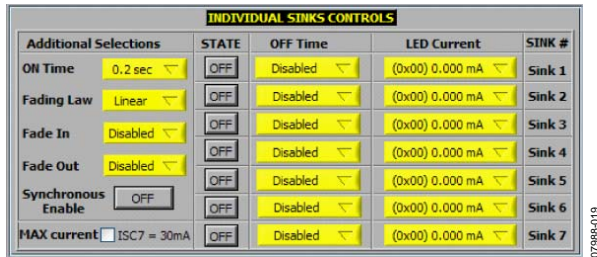 INDIVIDUAL SINKS CONTROLS
Additional Selections STATE OFF Time LED Current SINK #
ON Time 0.2 sec OFF Disabled (0x00) 0.000 mA Sink 1
Fading Law Linear OFF Disabled (0x00) 0.000 mA Sink 2
Fade In Disabled OFF Disabled (0x00) 0.000 mA Sink 3
OFF Disabled (0x00) 0.000 mA Sink 4
Fade Out Disabled OFF Disabled (0x00) 0.000 mA Sink 5
Synchronous Enable OFF OFF Disabled (0x00) 0.000 mA Sink 6
MAX current ISC7 = 30mA OFF Disabled (0x00) 0.000 mA Sink 7
07988-019